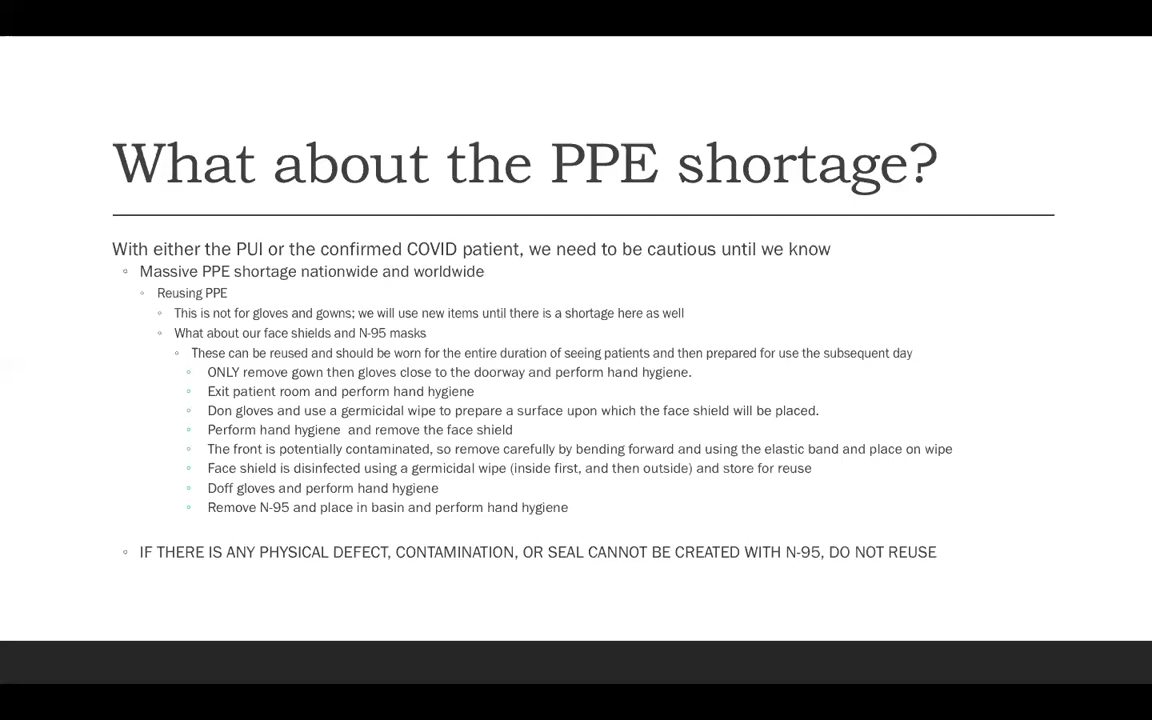 What about the PPE shortage?
With either the PUI or the confirmed COVID patient, we need to be cautious until we know
Massive PPE shortage nationwide and worldwide
Reusing PPE
This is not for gloves and gowns; we will use new items until there is a shortage here as well
What about our face shields and N-95 masks
These can be reused and should be worn for the entire duration of seeing patients and then prepared for use the subsequent day
ONLY remove gown then gloves close to the doorway and perform hand hygiene.
Exit patient room and perform hand hygiene
Don gloves and use a germicidal wipe to prepare a surface upon which the face shield will be placed.
Perform hand hygiene  and remove the face shield
The front is potentially contaminated, so remove carefully by bending forward and using the elastic band and place on wipe
Face shield is disinfected using a germicidal wipe (inside first, and then outside) and store for reuse
Doff gloves and perform hand hygiene
Remove N-95 and place in basin and perform hand hygiene
IF THERE IS ANY PHYSICAL DEFECT, CONTAMINATION, OR SEAL CANNOT BE CREATED WITH N-95, DO NOT REUSE